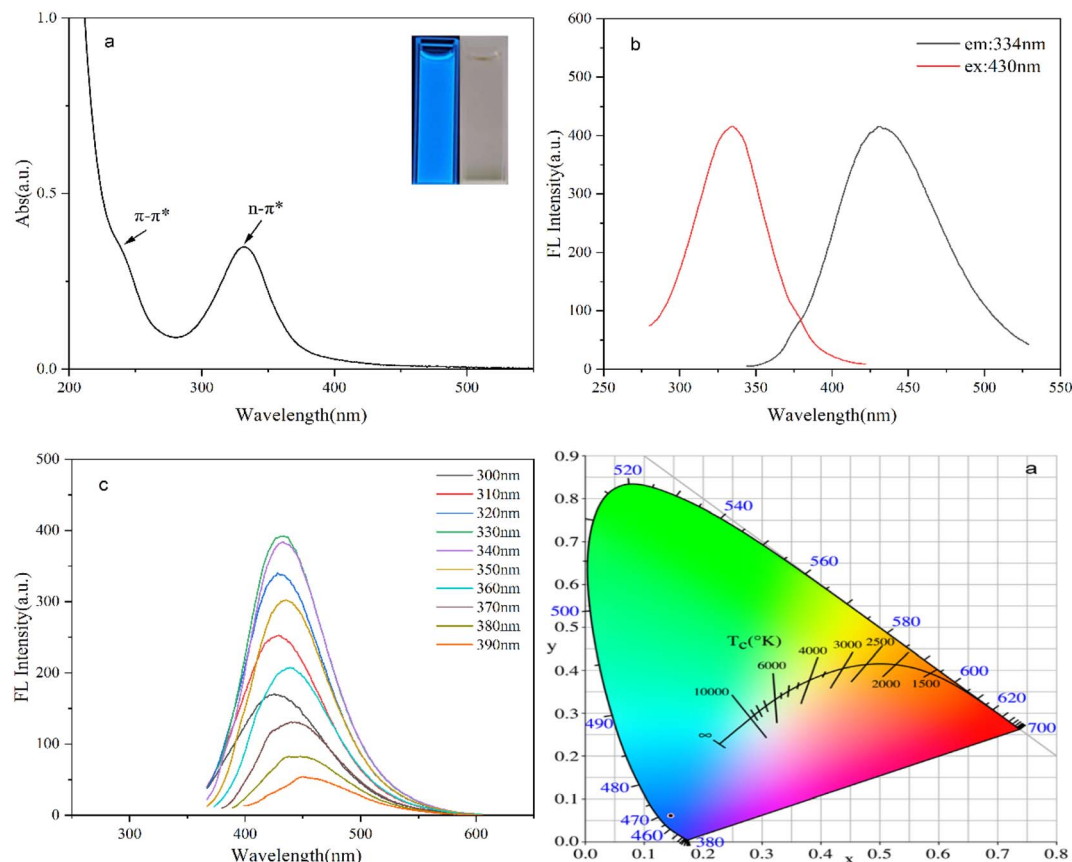 a
1.0
0.5
0.0
Abs(a.u.)
π-π*
n-π*
200
300
400
500
Wavelength(nm)
b
600
500
400
300
200
100
0
FL Intensity(a.u.)
em:334nm
ex:430nm
250
300
350
400
450
500
550
Wavelength(nm)
c
500
400
300
200
100
0
FL Intensity(a.u.)
300nm
310nm
320nm
330nm
340nm
350nm
360nm
370nm
380nm
390nm
300
400
500
600
Wavelength(nm)
a
0.9
0.8
0.7
0.6
0.5
y
0.4
0.3
0.2
0.1
0.0
520
540
560
580
600
620
700
500
490
480
470
460
380
Tc(°K)
∞
10000
6000
4000
3000
2500
2000
1500
0.0
0.1
0.2
0.3
0.4
0.5
0.6
0.7
0.8
x